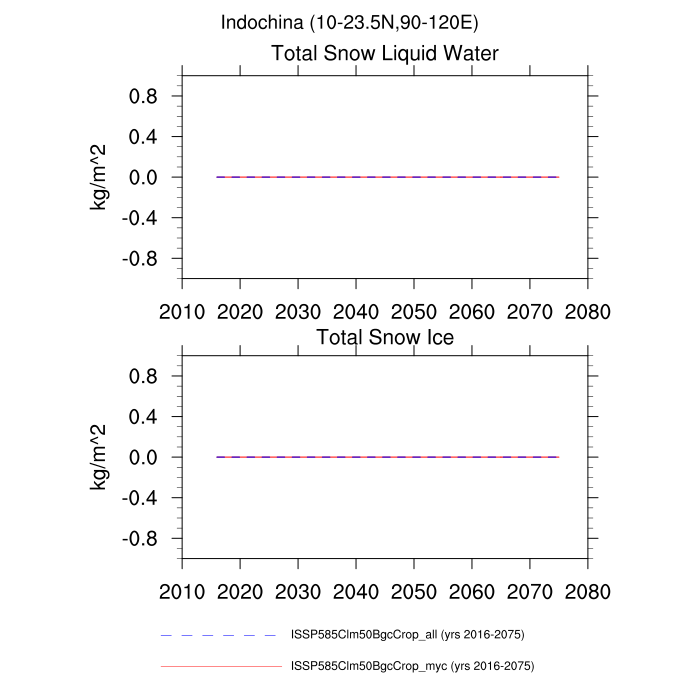 Indochina (10-23.5N,90-120E)
Total Snow Liquid Water
0.8
0.4
0.0
-0.4
-0.8
kg/m^2
2010 2020 2030 2040 2050 2060 2070 2080
Total Snow Ice
0.8
0.4
0.0
-0.4
-0.8
kg/m^2
2010 2020 2030 2040 2050 2060 2070 2080
ISSP585Clm50BgcCrop_all (yrs 2016-2075)
ISSP585Clm50BgcCrop_myc (yrs 2016-2075)